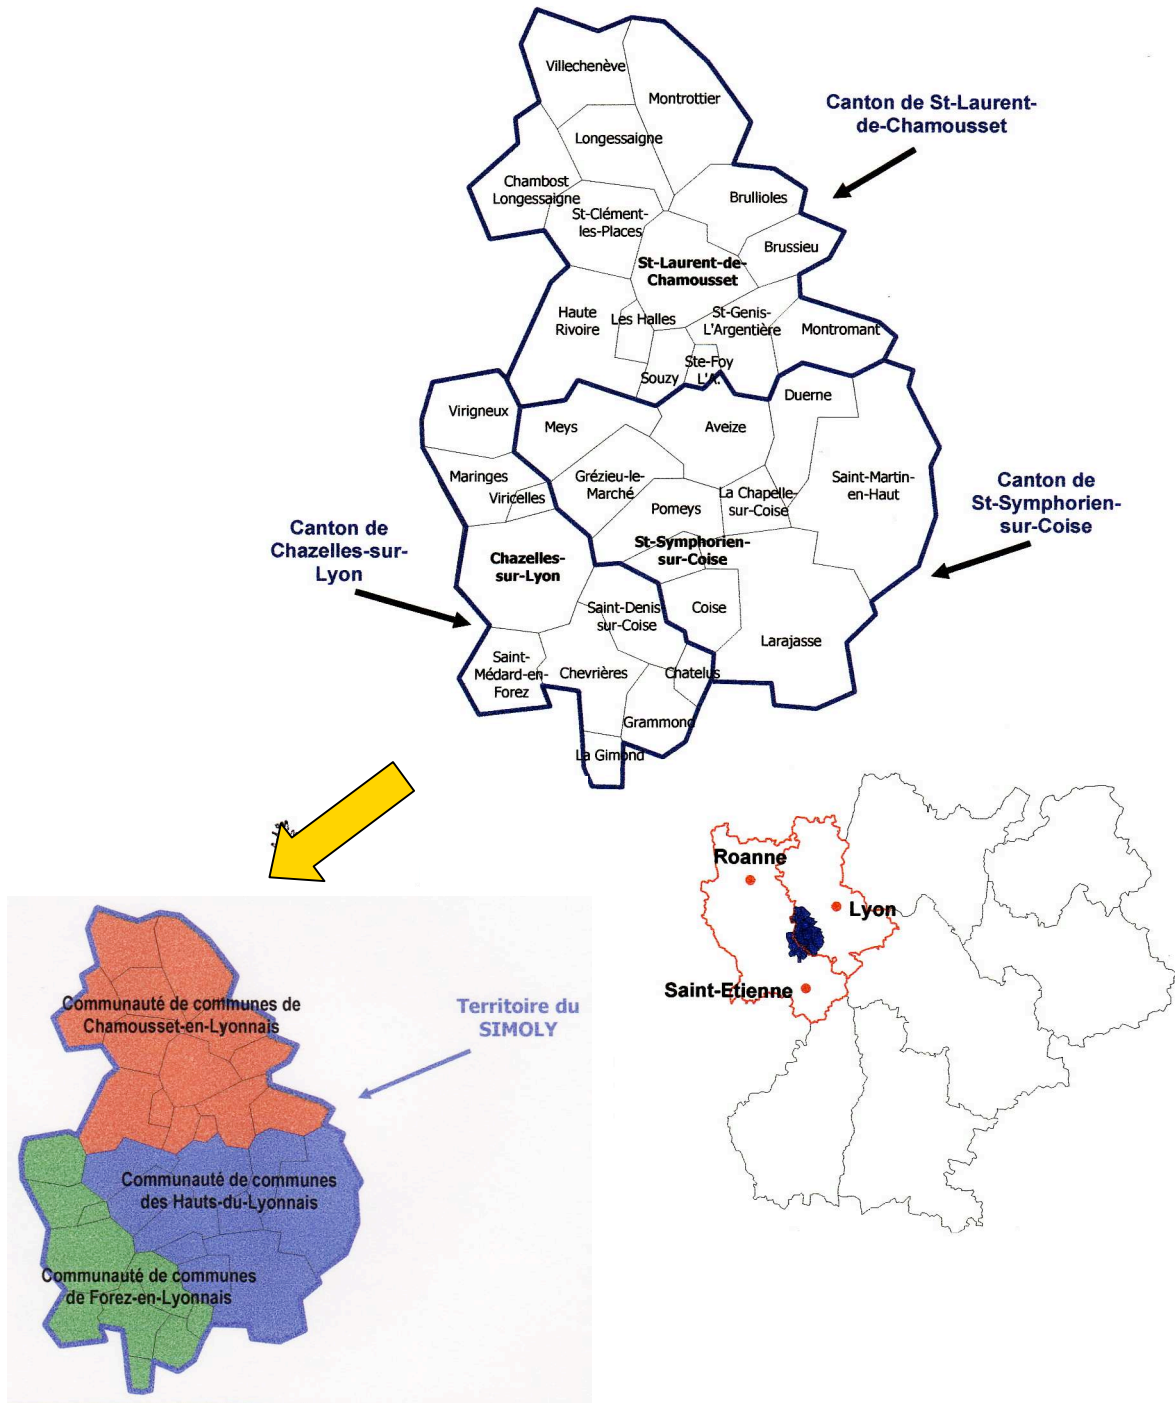 Villechenève
Montrottier
Canton de St-Laurent-
de-Chamousset
Longessaigne
Chambost
Longessaigne
Brullioles
St-Clément-
les-Places
Brussieu
St-Laurent-de-
Chamousset
Haute
Rivoire
Les Halles
St-Genis-
L'Argentière
Montromant
Ste-Foy
L'A.
Souzy
Duerne
Virigneux
Meys
Aveize
Maringes
Viricelles
Grézieu-le-
Marché
La Chapelle-
sur-Coise
Saint-Martin-
en-Haut
Canton de
St-Symphorien-
sur-Coise
Pomeys
Canton de
Chazelles-sur-
Lyon
St-Symphorien-
sur-Coise
Chazelles-
sur-Lyon
Saint-Denis
sur-Coise
Coise
Larajasse
Saint-
Médard-en-
Forez
Chevrières
Chatelus
Grammond
La Gimond
Roanne
Lyon
Saint-Etienne
Communauté de communes de
Chamousset-en-Lyonnais
Territoire du
SIMOLY
Communauté de communes
des Hauts-du-Lyonnais
Communauté de communes
de Forez-en-Lyonnais